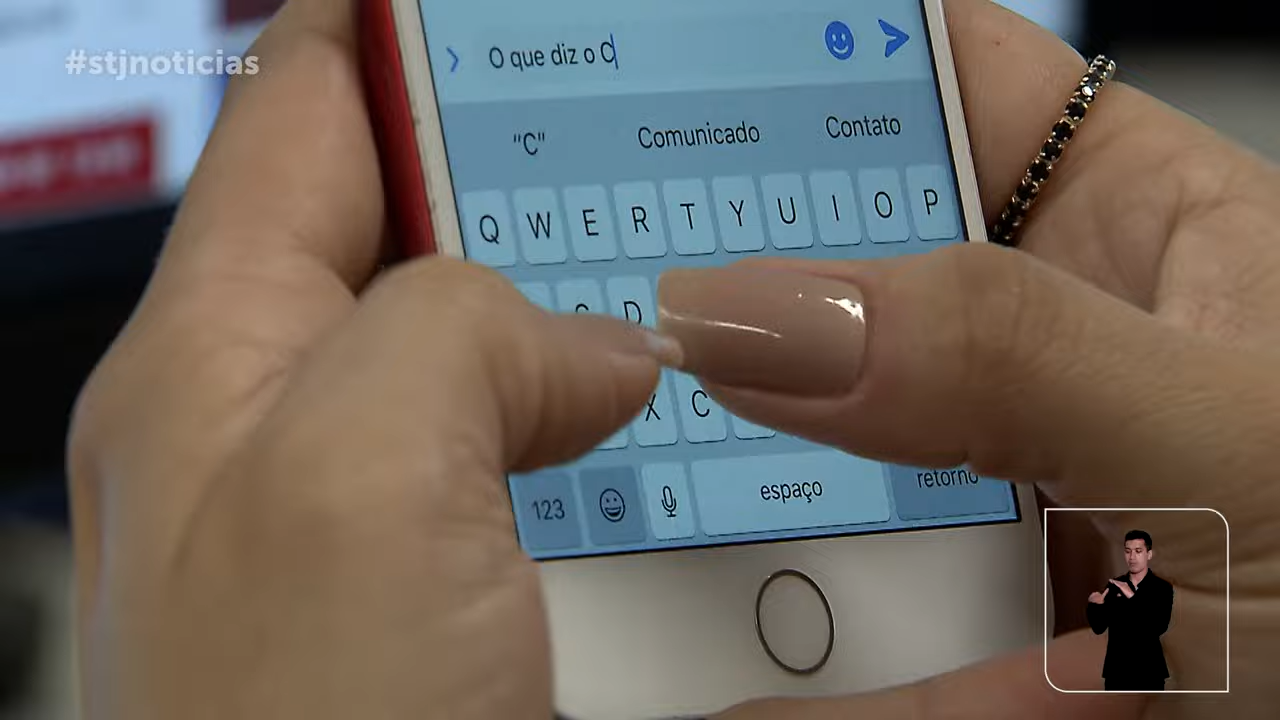 #stjnoticias
O que diz o C
"C" Comunicado Contato
Q W E R T Y U I O P
D
X C
123 espaço retorno